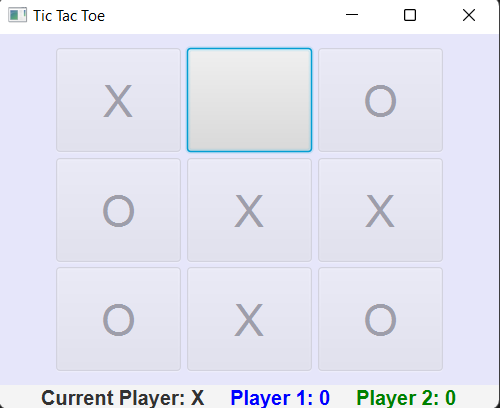 Tic Tac Toe
X O
O X X
O X O
Current Player: X Player 1: 0 Player 2: 0